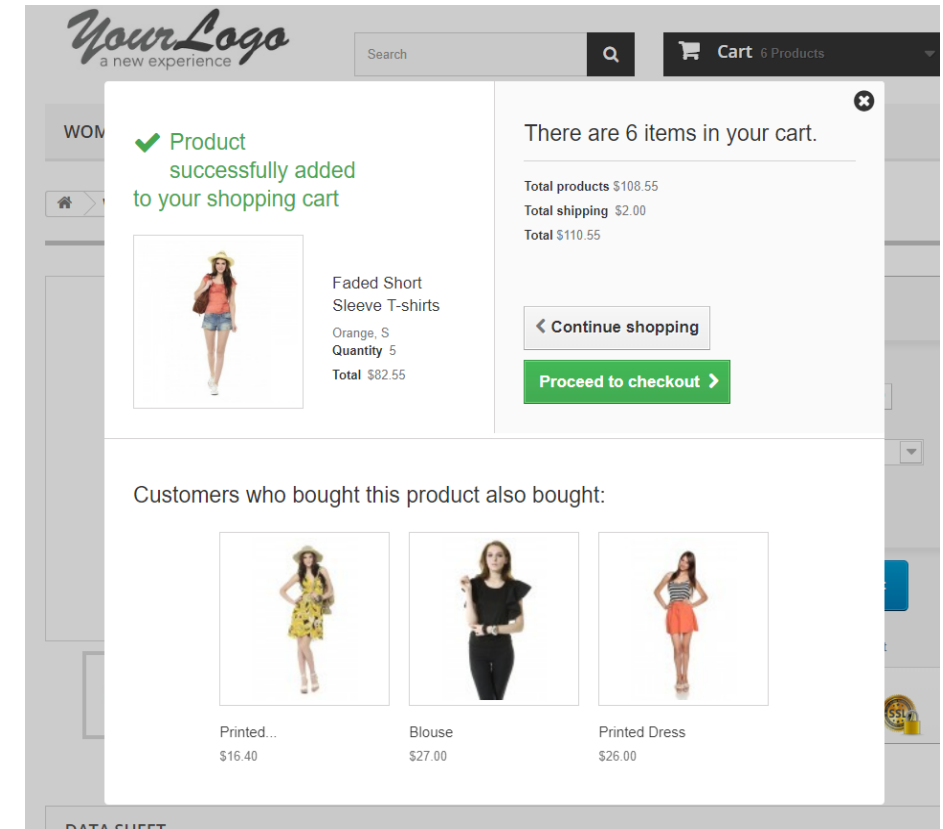 YourLogo
a new experience
Search
Cart 6 Products
WOM
Product
successfully added
to your shopping cart
Faded Short
Sleeve T-shirts
Orange, S
Quantity 5
Total $82.55
There are 6 items in your cart.
Total products $108.55
Total shipping $2.00
Total $110.55
Continue shopping
Proceed to checkout
Customers who bought this product also bought:
Printed...
$16.40
Blouse
$27.00
Printed Dress
$26.00
SSL
DATA SHEET